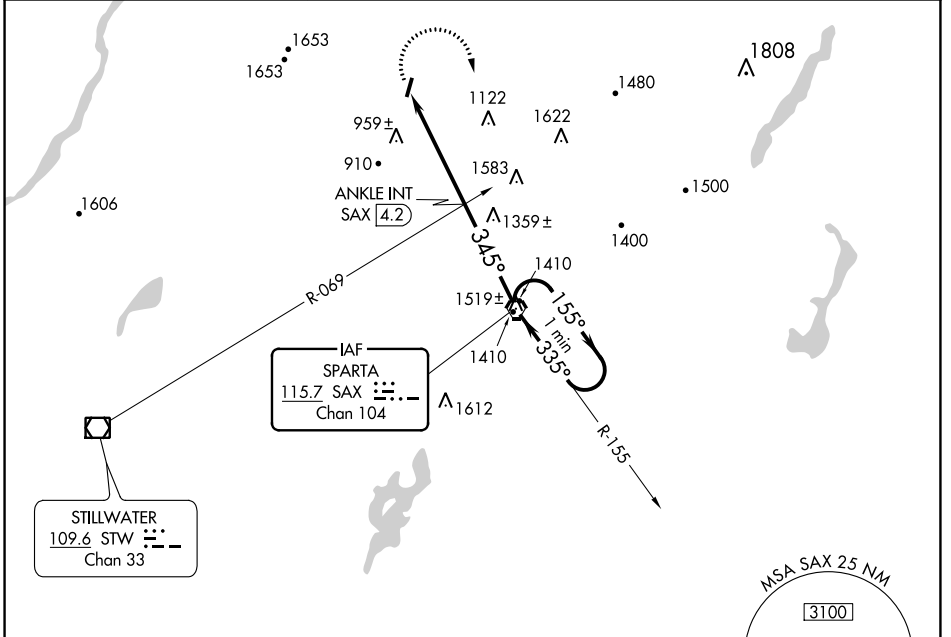 1653
1653
1808
1480
1122
1622
959±
910
1583
1500
ANKLE INT
SAX 4.2
1606
1359±
1400
345°
R-069
1410
1519±
155°
1 min
335°
1410
IAF
SPARTA
115.7 SAX
Chan 104
1612
R-155
STILLWATER
109.6 STW
Chan 33
MSA SAX 25 NM
3100